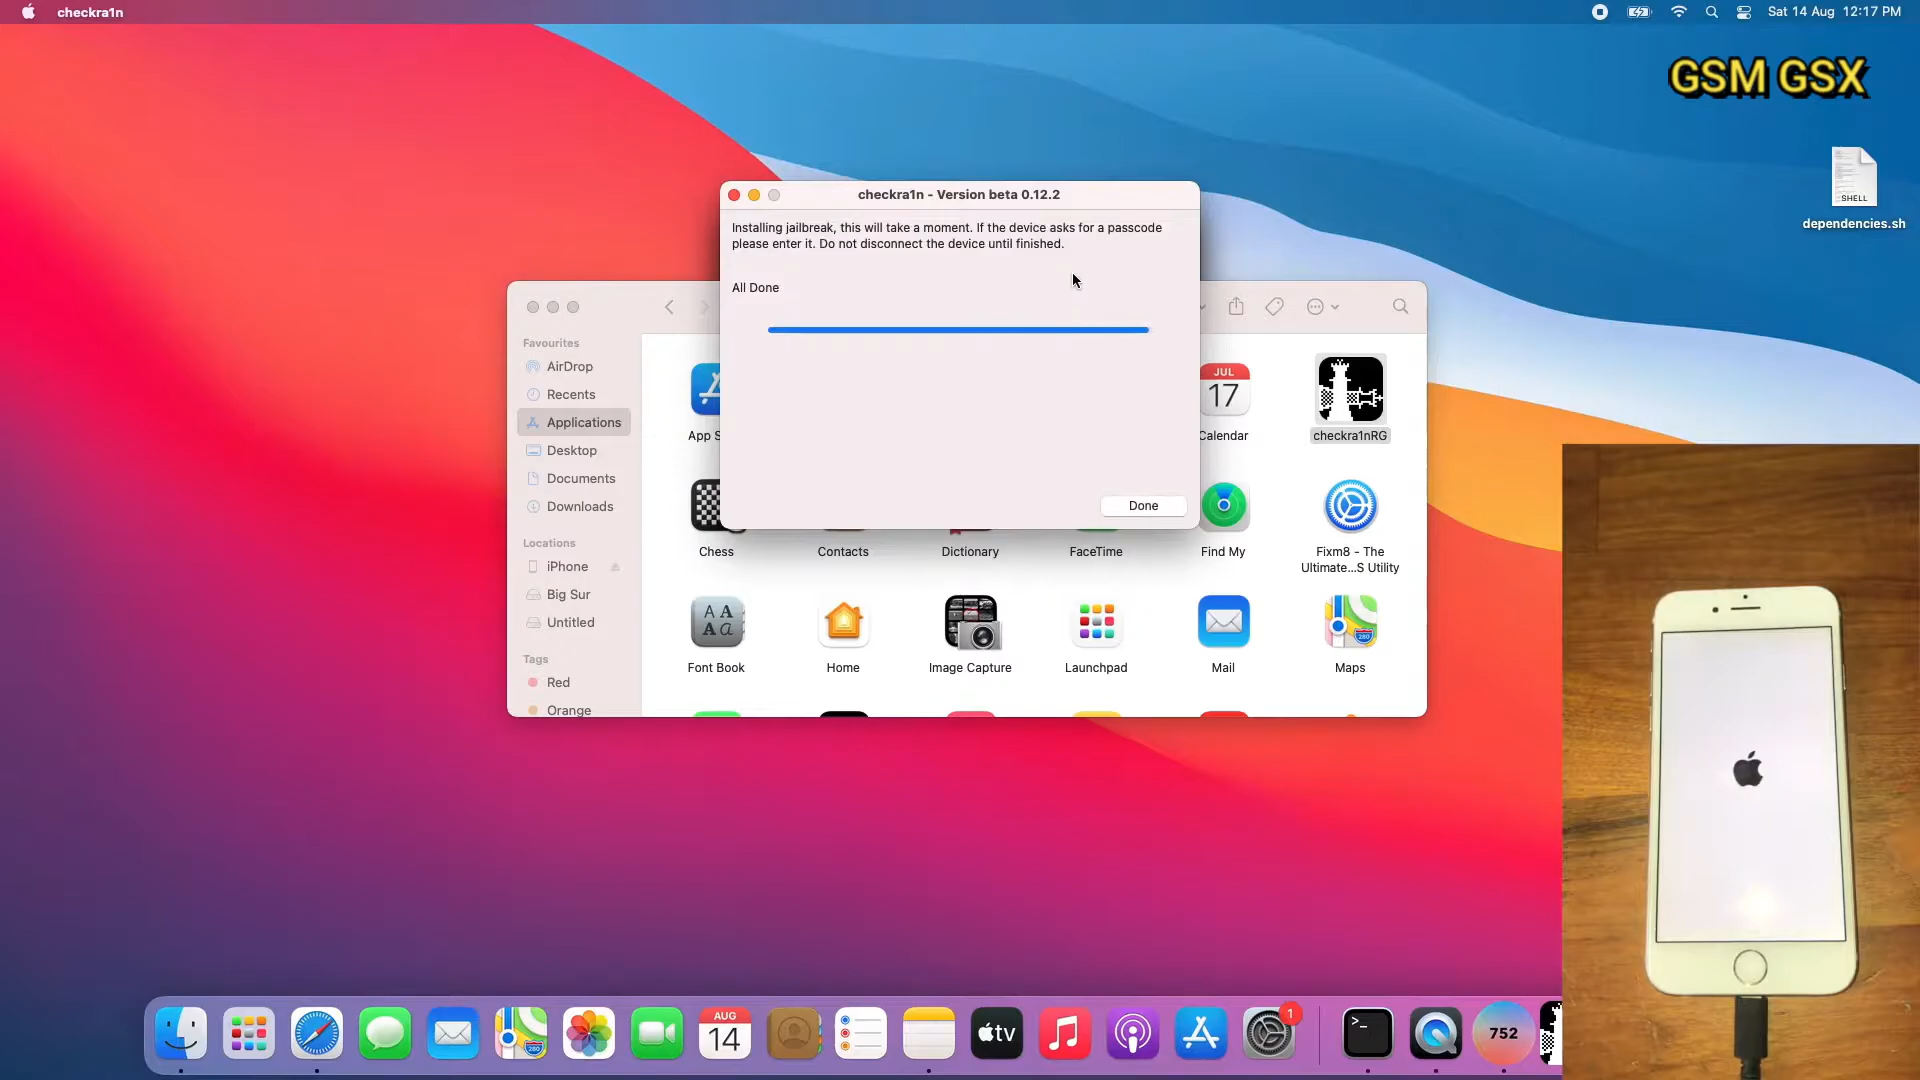 checkra1n
Sat 14 Aug 12:17 PM
GSM GSX
SHELL
dependencies.sh
checkra1n - Version beta 0.12.2
Installing jailbreak, this will take a moment. If the device asks for a passcode
please enter it. Do not disconnect the device until finished.
All Done
Done
Favourites
AirDrop
Recents
Applications
Desktop
Documents
Downloads
Locations
iPhone
Big Sur
Untitled
Tags
Red
Orange
App S
JUL
17
Calendar
checkra1nRG
Chess
Contacts
Dictionary
FaceTime
Find My
Fixm8 - The
Ultimate...S Utility
Font Book
Home
Image Capture
Launchpad
Mail
280
Maps
280
AUG
14
tv
1
>_
752